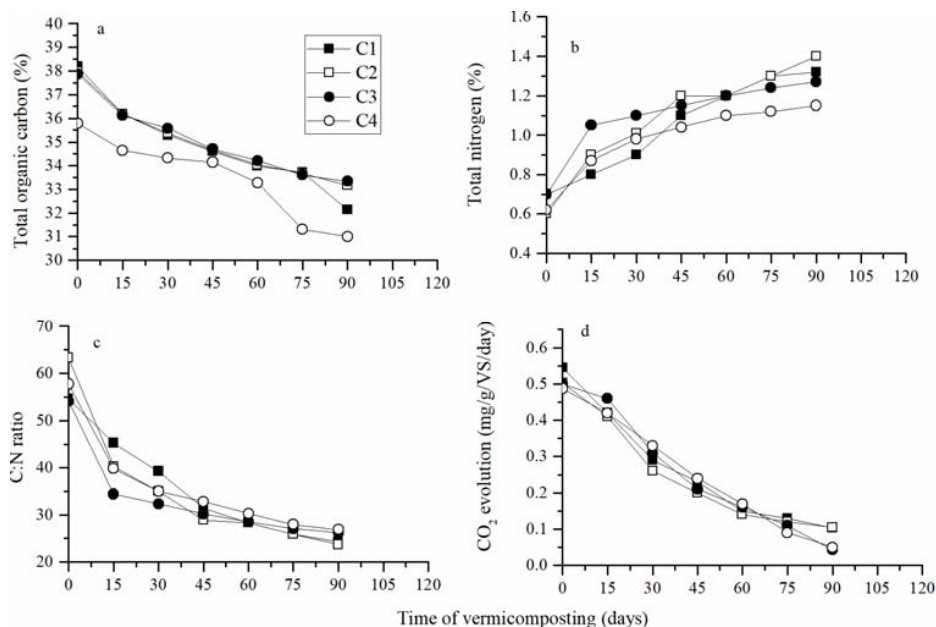 a
Total organic carbon (%)
40
39
38
37
36
35
34
33
32
31
30
0 15 30 45 60 75 90 105 120
C1
C2
C3
C4
b
Total nitrogen (%)
1.6
1.4
1.2
1.0
0.8
0.6
0.4
0 15 30 45 60 75 90 105 120
c
C:N ratio
70
60
50
40
30
20
0 15 30 45 60 75 90 105 120
d
CO₂ evolution (mg/g/VS/day)
0.6
0.5
0.4
0.3
0.2
0.1
0.0
0 15 30 45 60 75 90 105 120
Time of vermicomposting (days)